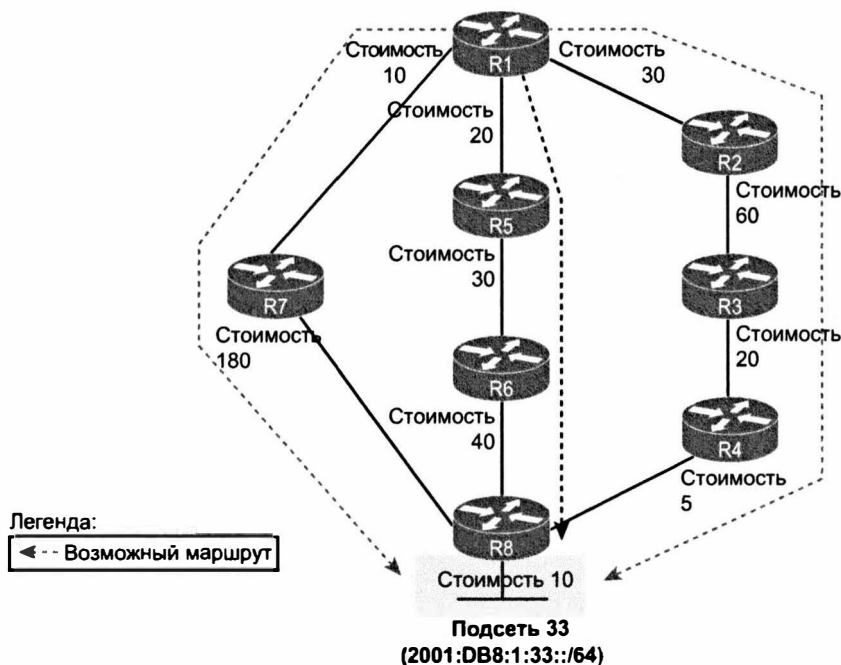 Стоимость
10
R1
Стоимость
30
Стоимость
20
R2
Стоимость
60
R5
Стоимость
30
R7
Стоимость
180
R3
Стоимость
20
R6
Стоимость
40
R4
Стоимость
5
Легенда:
Возможный маршрут
R8
Стоимость 10
Подсеть 33
(2001:DB8:1:33::/64)